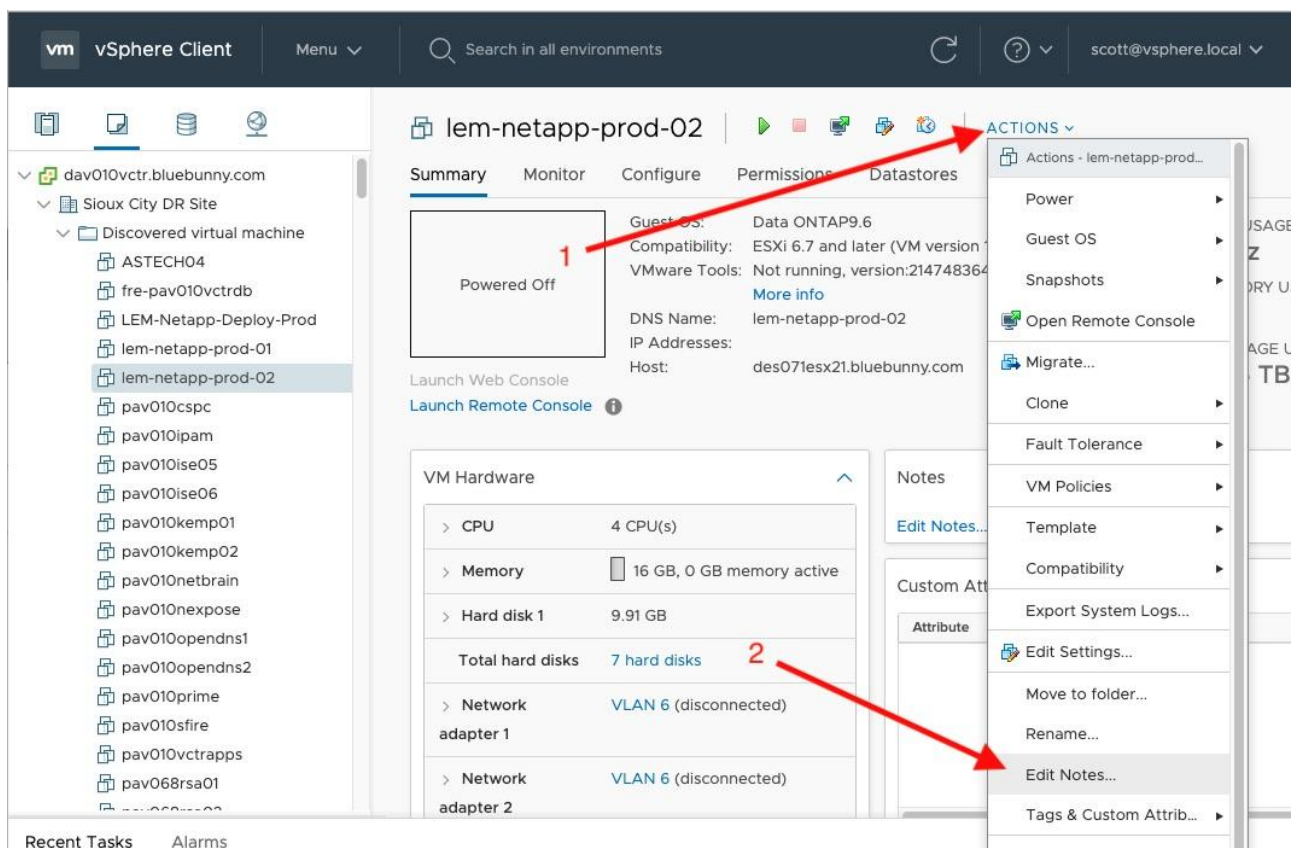 vm vSphere Client Menu Search in all environments scott@vsphere.local
lem-netapp-prod-02 ACTIONS
Summary Monitor Configure Permissions Datastores
dav010vctr.bluebunny.com
Sioux City DR Site
Discovered virtual machine
ASTECH04
fre-pav010vctrdb
LEM-Netapp-Deploy-Prod
lem-netapp-prod-01
lem-netapp-prod-02
pav010cspc
pav010ipam
pav010ise05
pav010ise06
pav010kemp01
pav010kemp02
pav010netbrain
pav010nexpose
pav010opendns1
pav010opendns2
pav010prime
pav010sfire
pav010vctrapps
pav068rsa01
Powered Off
Launch Web Console
Launch Remote Console
1
Guest OS: Data ONTAP9.6
Compatibility: ESXi 6.7 and later (VM version
VMware Tools: Not running, version:214748364
More info
DNS Name: lem-netapp-prod-02
IP Addresses:
Host: des071esx21.bluebunny.com
VM Hardware
CPU 4 CPU(s)
Memory 16 GB, 0 GB memory active
Hard disk 1 9.91 GB
Total hard disks 7 hard disks
2
Network adapter 1 VLAN 6 (disconnected)
Network adapter 2 VLAN 6 (disconnected)
Notes
Edit Notes...
Custom Att
Attribute
Actions - lem-netapp-prod...
Power
Guest OS
Snapshots
Open Remote Console
Migrate...
Clone
Fault Tolerance
VM Policies
Template
Compatibility
Export System Logs...
Edit Settings...
Move to folder...
Rename...
Edit Notes...
Tags & Custom Attrib...
TB
Recent Tasks Alarms